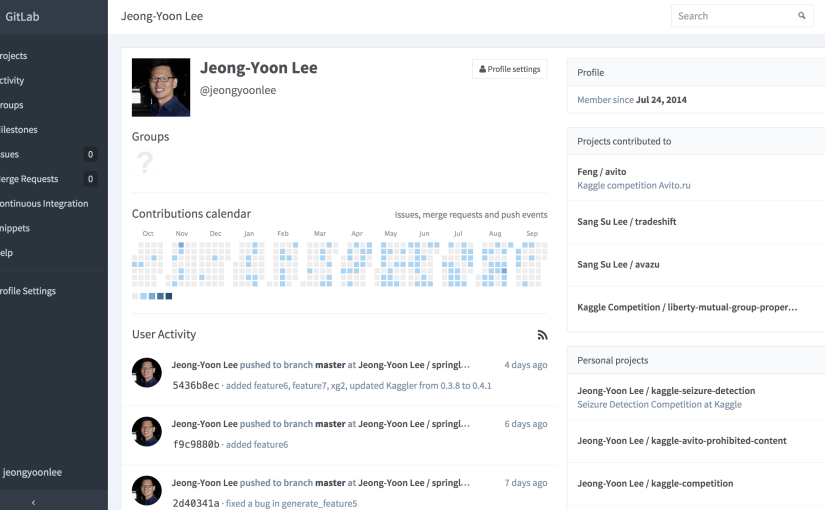 GitLab
Jeong-Yoon Lee
Search
rojects
ctivity
roups
ilestones
ssues 0
erge Requests 0
ontinuous Integration
nippets
elp
rofile Settings
jeongyoonlee
<
Jeong-Yoon Lee
@jeongyoonlee
Profile settings
Groups
?
Contributions calendar
Issues, merge requests and push events
Oct Nov Dec Jan Feb Mar Apr May Jun Jul Aug Sep
User Activity
Jeong-Yoon Lee pushed to branch master at Jeong-Yoon Lee / springl... 4 days ago
5436b8ec · added feature6, feature7, xg2, updated Kaggler from 0.3.8 to 0.4.1
Jeong-Yoon Lee pushed to branch master at Jeong-Yoon Lee / springl... 6 days ago
f9c9880b · added feature6
Jeong-Yoon Lee pushed to branch master at Jeong-Yoon Lee / springl... 7 days ago
2d40341a · fixed a bug in generate_feature5
Profile
Member since Jul 24, 2014
Projects contributed to
Feng / avito
Kaggle competition Avito.ru
Sang Su Lee / tradeshift
Sang Su Lee / avazu
Kaggle Competition / liberty-mutual-group-proper...
Personal projects
Jeong-Yoon Lee / kaggle-seizure-detection
Seizure Detection Competition at Kaggle
Jeong-Yoon Lee / kaggle-avito-prohibited-content
Jeong-Yoon Lee / kaggle-competition